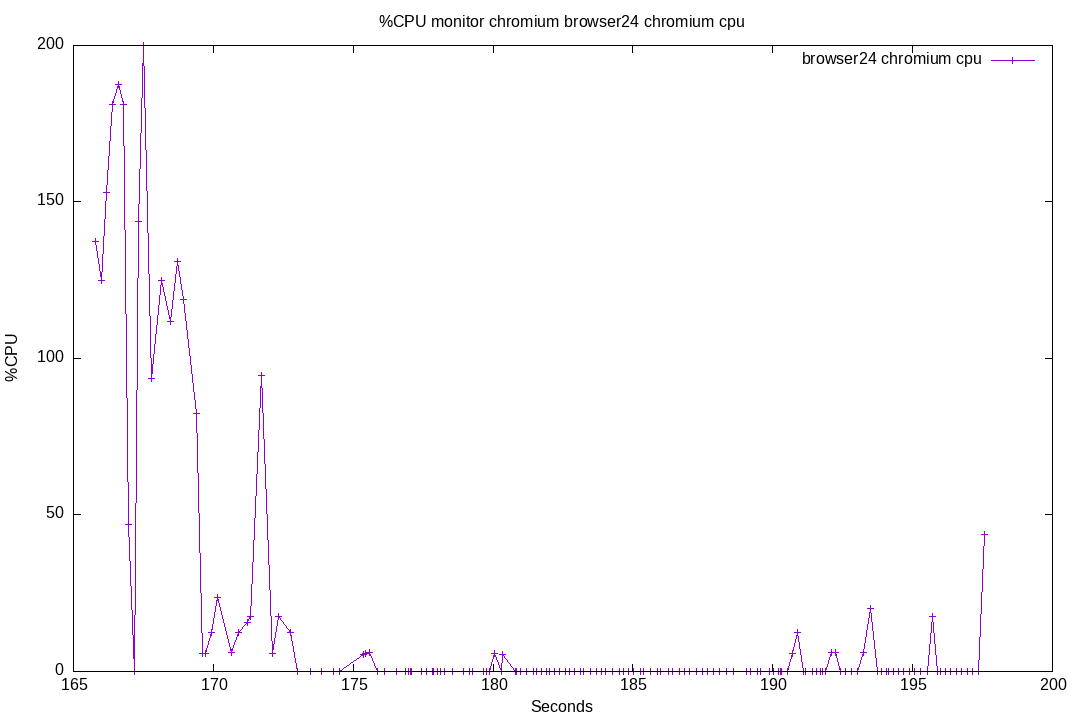 %CPU monitor chromium browser24 chromium cpu
browser24 chromium cpu
200
150
100
50
0
%CPU
165 170 175 180 185 190 195 200
Seconds